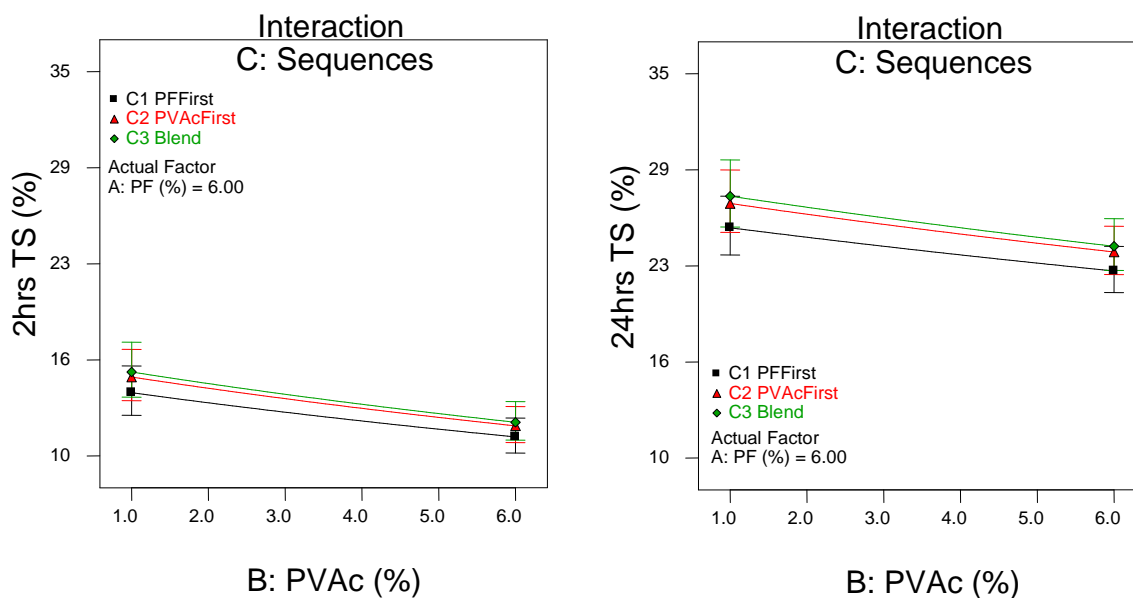 Interaction
C: Sequences
35
29
23
16
10
2hrs TS (%)
C1 PFFirst
C2 PVAcFirst
C3 Blend
Actual Factor
A: PF (%) = 6.00
1.0 2.0 3.0 4.0 5.0 6.0
B: PVAc (%)
Interaction
C: Sequences
35
29
23
16
10
24hrs TS (%)
C1 PFFirst
C2 PVAcFirst
C3 Blend
Actual Factor
A: PF (%) = 6.00
1.0 2.0 3.0 4.0 5.0 6.0
B: PVAc (%)